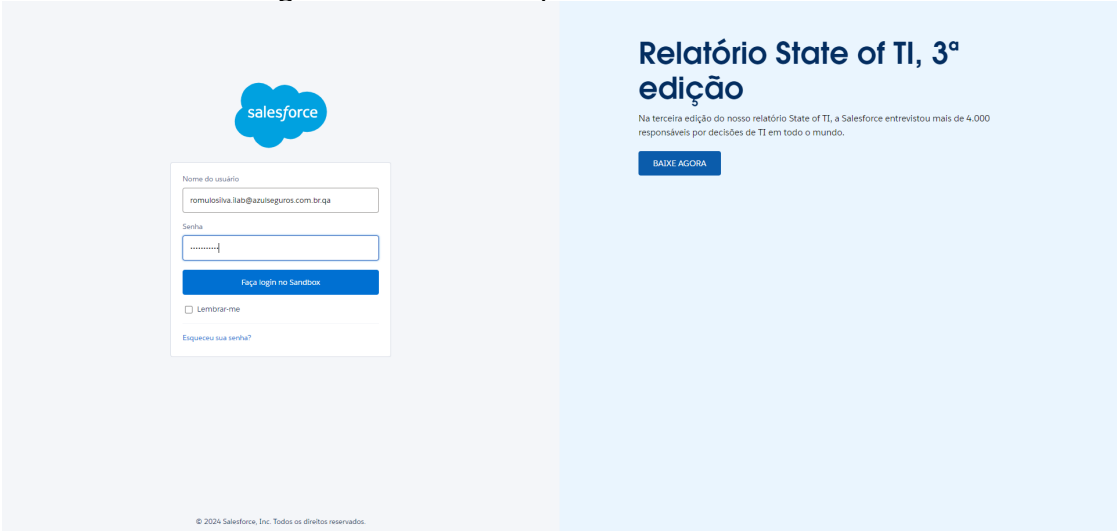 salesforce
Nome do usuário
romulosilva.liab@azulseguros.com.br.qa
Senha
Faça login no Sandbox
Lembrar-me
Esqueceu sua senha?
© 2024 Salesforce, Inc. Todos os direitos reservados.
Relatório State of TI, 3ª
edição
Na terceira edição do nosso relatório State of TI, a Salesforce entrevistou mais de 4.000
responsáveis por decisões de TI em todo o mundo.
BAIXE AGORA